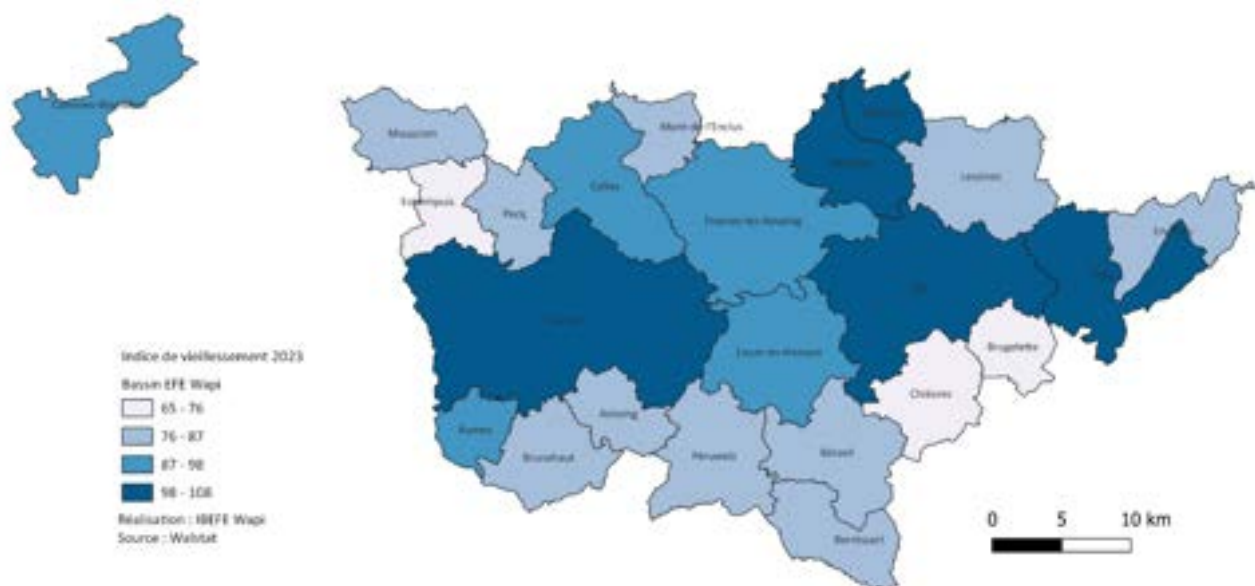 Mouscron
Mont-de-l'Enclus
Estaimpuis
Pecq
Celles
Frasnes-lez-Anvaing
Lessines
Leuze-en-Hainaut
Brugelette
Chièvres
Rumes
Antoing
Brunehaut
Péruwelz
Beloeil
Bernissart
Indice de vieillissement 2023
Bassin EFE Wapi
65 - 76
76 - 87
87 - 98
98 - 108
Réalisation : IBEFE Wapi
Source : Walstat
0 5 10 km